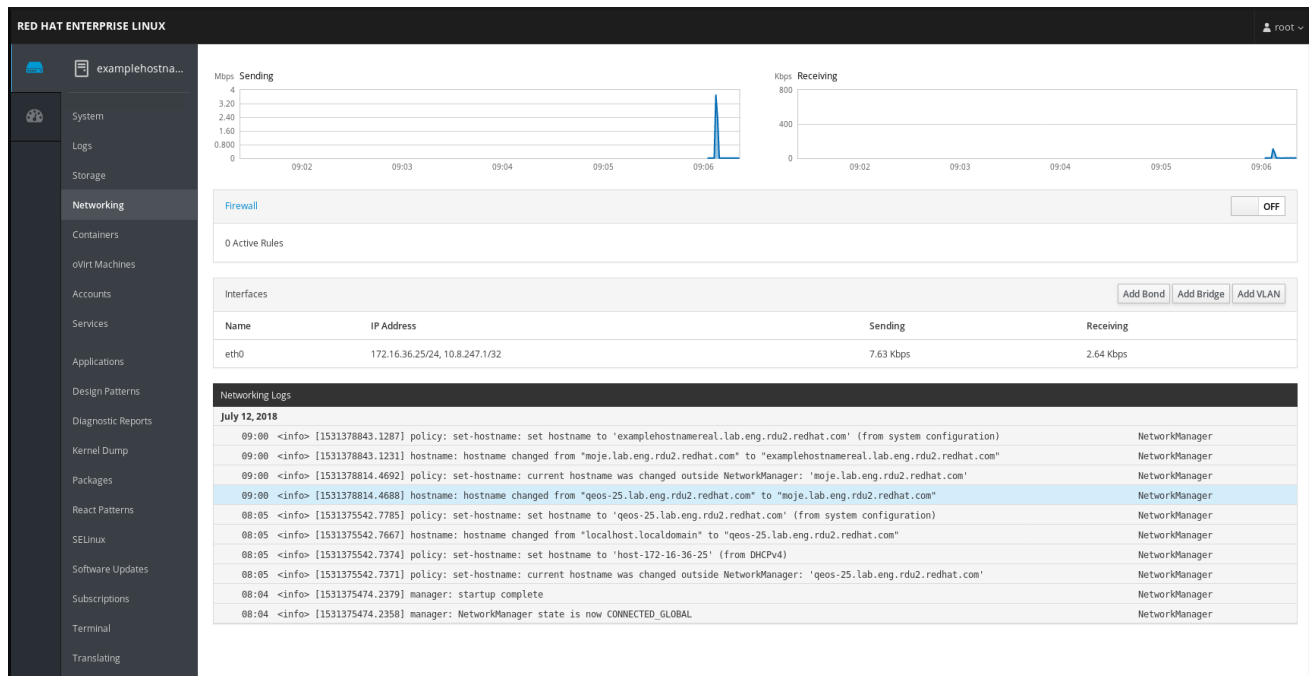 RED HAT ENTERPRISE LINUX
root
examplehostna...
System
Logs
Storage
Networking
Containers
oVirt Machines
Accounts
Services
Applications
Design Patterns
Diagnostic Reports
Kernel Dump
Packages
React Patterns
SELinux
Software Updates
Subscriptions
Terminal
Translating
Mbps Sending
4
3.20
2.40
1.60
0.800
0
09:02 09:03 09:04 09:05 09:06
Kbps Receiving
800
400
0
09:02 09:03 09:04 09:05 09:06
Firewall OFF
0 Active Rules
Interfaces Add Bond Add Bridge Add VLAN
Name IP Address Sending Receiving
eth0 172.16.36.25/24, 10.8.247.1/32 7.63 Kbps 2.64 Kbps
Networking Logs
July 12, 2018
09:00 <info> [1531378843.1287] policy: set-hostname: set hostname to 'examplehostnamereal.lab.eng.rdu2.redhat.com' (from system configuration) NetworkManager
09:00 <info> [1531378843.1231] hostname: hostname changed from "moje.lab.eng.rdu2.redhat.com" to "examplehostnamereal.lab.eng.rdu2.redhat.com" NetworkManager
09:00 <info> [1531378814.4692] policy: set-hostname: current hostname was changed outside NetworkManager: 'moje.lab.eng.rdu2.redhat.com' NetworkManager
09:00 <info> [1531378814.4688] hostname: hostname changed from "qeos-25.lab.eng.rdu2.redhat.com" to "moje.lab.eng.rdu2.redhat.com" NetworkManager
08:05 <info> [1531375542.7785] policy: set-hostname: set hostname to 'qeos-25.lab.eng.rdu2.redhat.com' (from system configuration) NetworkManager
08:05 <info> [1531375542.7667] hostname: hostname changed from "localhost.localdomain" to "qeos-25.lab.eng.rdu2.redhat.com" NetworkManager
08:05 <info> [1531375542.7374] policy: set-hostname: set hostname to 'host-172-16-36-25' (from DHCPv4) NetworkManager
08:05 <info> [1531375542.7371] policy: set-hostname: current hostname was changed outside NetworkManager: 'qeos-25.lab.eng.rdu2.redhat.com' NetworkManager
08:04 <info> [1531375474.2379] manager: startup complete NetworkManager
08:04 <info> [1531375474.2358] manager: NetworkManager state is now CONNECTED_GLOBAL NetworkManager